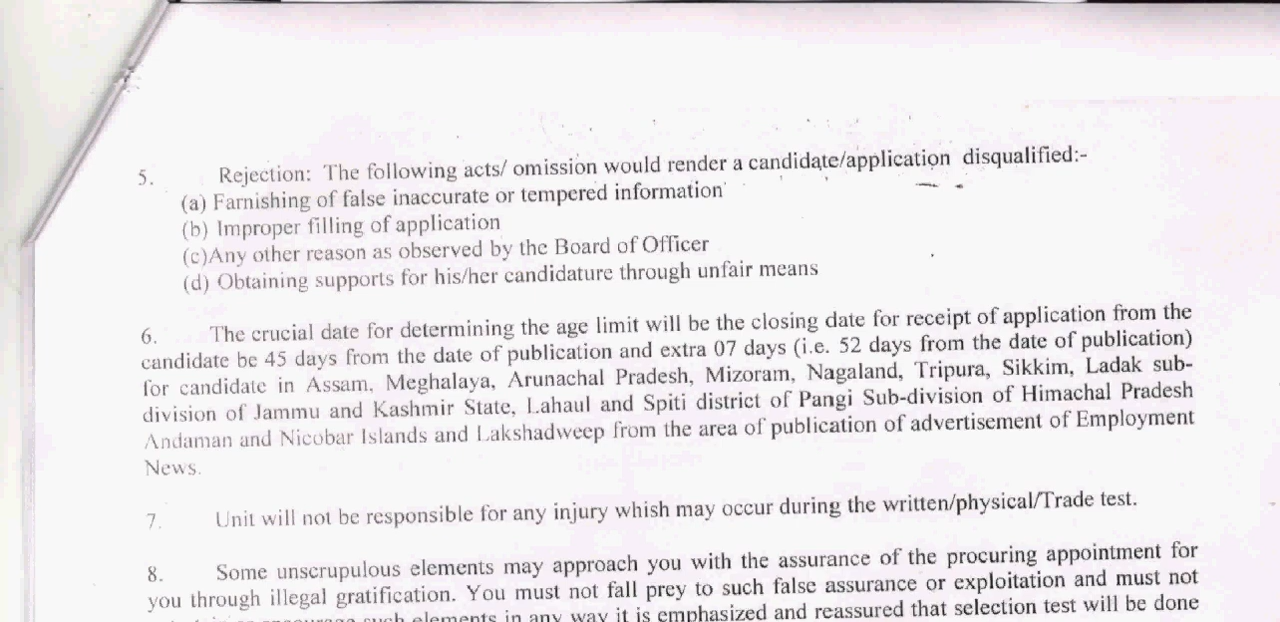 5. Rejection: The following acts/ omission would render a candidate/application disqualified:-
(a) Farnishing of false inaccurate or tempered information
(b) Improper filling of application
(c)Any other reason as observed by the Board of Officer
(d) Obtaining supports for his/her candidature through unfair means
6. The crucial date for determining the age limit will be the closing date for receipt of application from the
candidate be 45 days from the date of publication and extra 07 days (i.e. 52 days from the date of publication)
for candidate in Assam, Meghalaya, Arunachal Pradesh, Mizoram, Nagaland, Tripura, Sikkim, Ladak sub-
division of Jammu and Kashmir State, Lahaul and Spiti district of Pangi Sub-division of Himachal Pradesh
Andaman and Nicobar Islands and Lakshadweep from the area of publication of advertisement of Employment
News.
7. Unit will not be responsible for any injury whish may occur during the written/physical/Trade test.
8. Some unscrupulous elements may approach you with the assurance of the procuring appointment for
you through illegal gratification. You must not fall prey to such false assurance or exploitation and must not
such elements in any way it is emphasized and reassured that selection test will be done